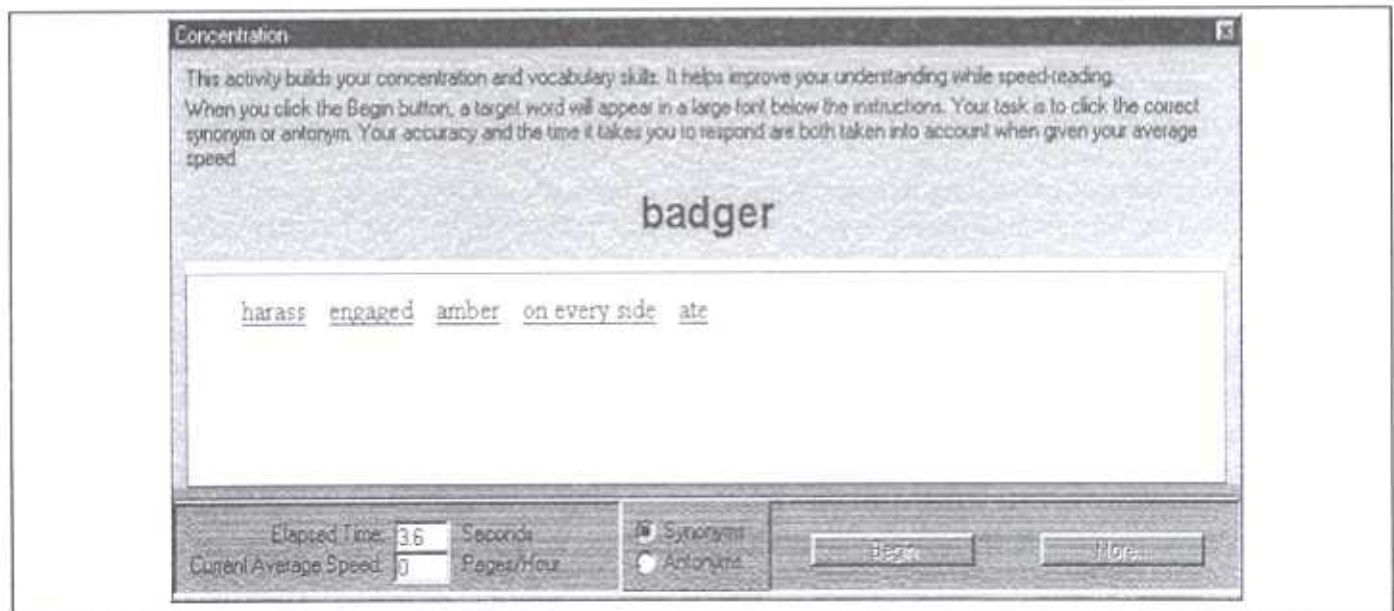 Concentration
This activity builds your concentration and vocabulary skills. It helps improve your understanding while speed-reading.
When you click the Begin button, a target word will appear in a large font below the instructions. Your task is to click the correct
synonym or antonym. Your accuracy and the time it takes you to respond are both taken into account when given your average
speed.
badger
harass engaged amber on every side ate
Elapsed Time: 3.6 Seconds Synonyms
Begin More...
Current Average Speed: 0 Pages/Hour Antonyms